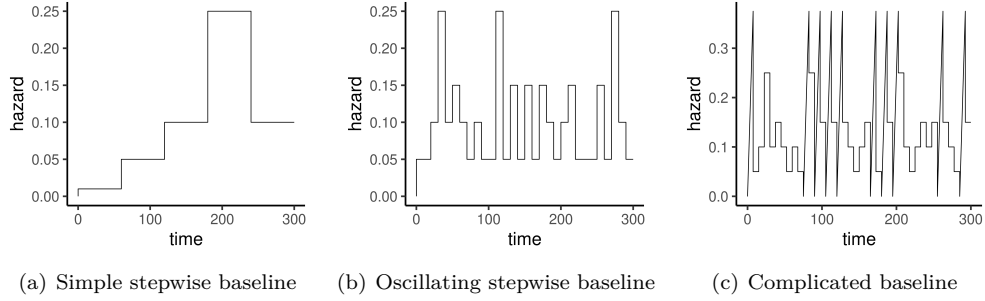 hazard
0.25
0.20
0.15
0.10
0.05
0.00
0 100 200 300
time
(a) Simple stepwise baseline
hazard
0.25
0.20
0.15
0.10
0.05
0.00
0 100 200 300
time
(b) Oscillating stepwise baseline
hazard
0.3
0.2
0.1
0.0
0 100 200 300
time
(c) Complicated baseline